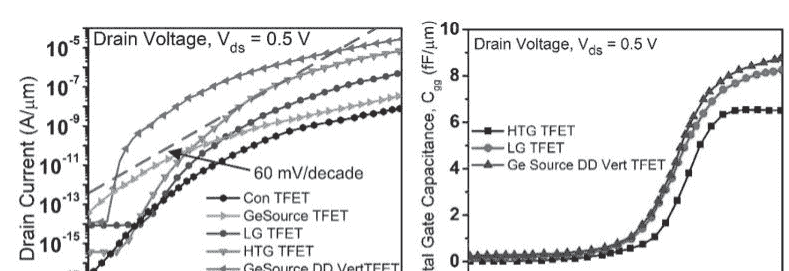 Drain Voltage, Vds = 0.5 V
10-5
10-7
10-9
10-11
10-13
10-15
Drain Current (A/μm)
60 mV/decade
Con TFET
GeSource TFET
LG TFET
HTG TFET
GeSource DD VertTFET
Drain Voltage, Vds = 0.5 V
10
8
6
4
2
0
tal Gate Capacitance, Cgg (fF/μm)
HTG TFET
LG TFET
Ge Source DD Vert TFET